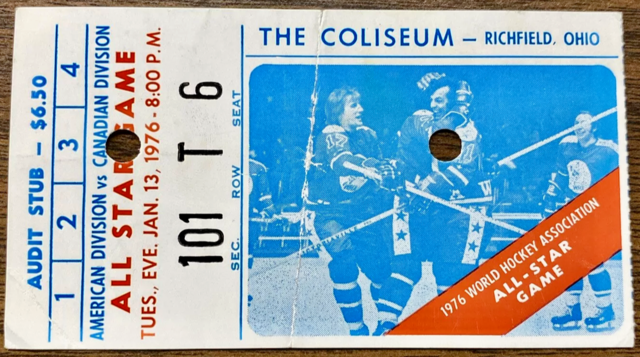 AUDIT STUB – $6.50
1 2 3 4
AMERICAN DIVISION vs CANADIAN DIVISION
ALL STAR GAME
TUES., EVE. JAN. 13, 1976 - 8:00 P.M.
101 T 6
SEC. ROW SEAT
THE COLISEUM – RICHFIELD, OHIO
1976 WORLD HOCKEY ASSOCIATION
ALL-STAR
GAME